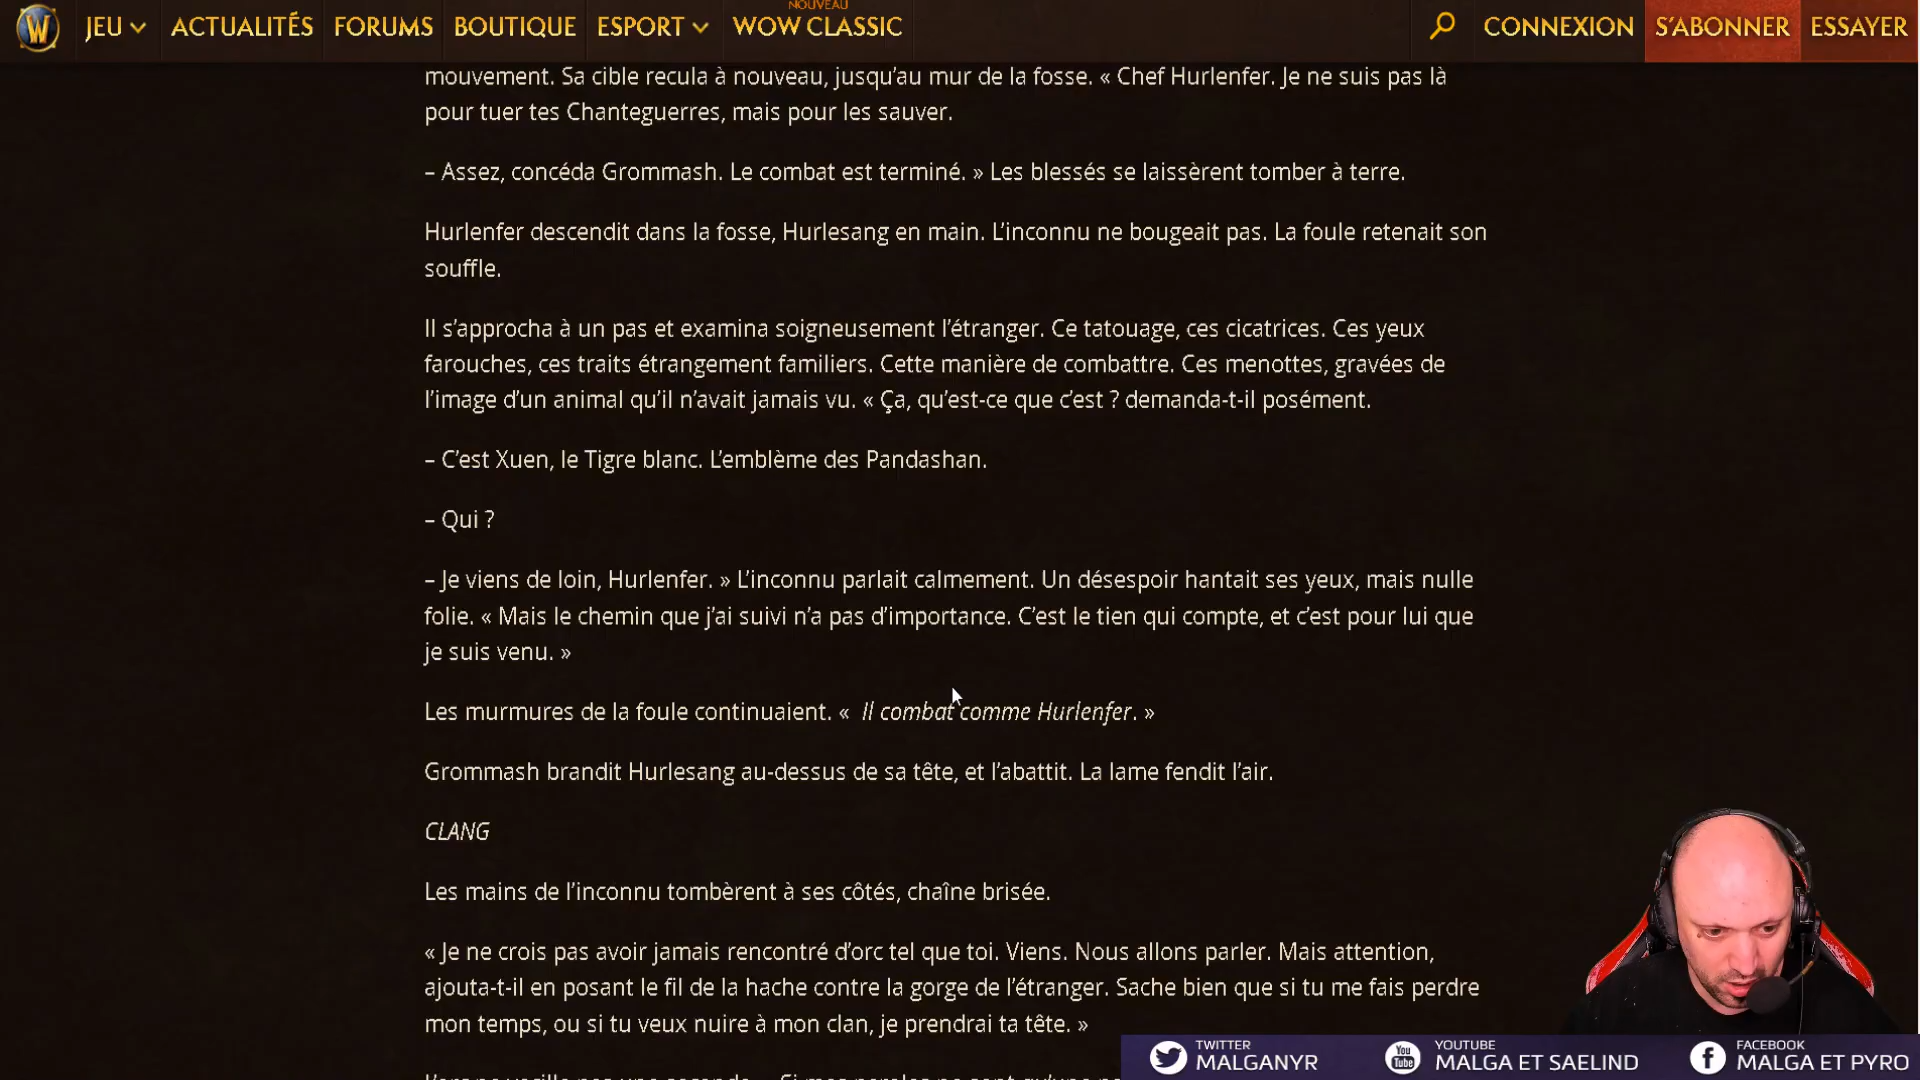 NOUVEAU
JEU ACTUALITÉS FORUMS BOUTIQUE ESPORT WOW CLASSIC CONNEXION S'ABONNER ESSAYER
mouvement. Sa cible recula à nouveau, jusqu'au mur de la fosse. « Chef Hurlenfer. Je ne suis pas là
pour tuer tes Chanteguerres, mais pour les sauver.
– Assez, concéda Grommash. Le combat est terminé. » Les blessés se laissèrent tomber à terre.
Hurlenfer descendit dans la fosse, Hurlesang en main. L'inconnu ne bougeait pas. La foule retenait son
souffle.
Il s'approcha à un pas et examina soigneusement l'étranger. Ce tatouage, ces cicatrices. Ces yeux
farouches, ces traits étrangement familiers. Cette manière de combattre. Ces menottes, gravées de
l'image d'un animal qu'il n'avait jamais vu. « Ça, qu'est-ce que c'est ? demanda-t-il posément.
– C'est Xuen, le Tigre blanc. L'emblème des Pandashan.
– Qui ?
– Je viens de loin, Hurlenfer. » L'inconnu parlait calmement. Un désespoir hantait ses yeux, mais nulle
folie. « Mais le chemin que j'ai suivi n'a pas d'importance. C'est le tien qui compte, et c'est pour lui que
je suis venu. »
Les murmures de la foule continuaient. « Il combat comme Hurlenfer. »
Grommash brandit Hurlesang au-dessus de sa tête, et l'abattit. La lame fendit l'air.
CLANG
Les mains de l'inconnu tombèrent à ses côtés, chaîne brisée.
« Je ne crois pas avoir jamais rencontré d'orc tel que toi. Viens. Nous allons parler. Mais attention,
ajouta-t-il en posant le fil de la hache contre la gorge de l'étranger. Sache bien que si tu me fais perdre
mon temps, ou si tu veux nuire à mon clan, je prendrai ta tête. »
TWITTER
MALGANYR
YOUTUBE
MALGA ET SAELIND
FACEBOOK
MALGA ET PYRO